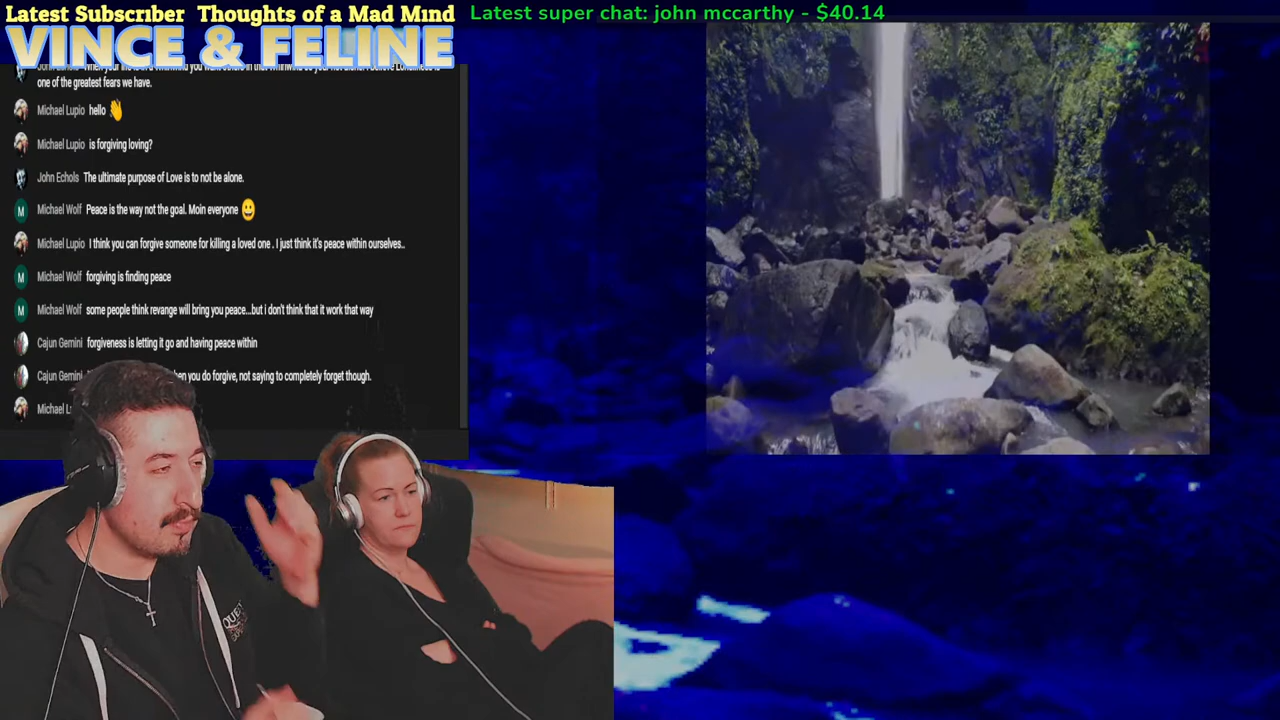 Latest Subscriber Thoughts of a Mad Mind
Latest super chat: john mccarthy - $40.14
VINCE & FELINE
one of the greatest fears we have.
Michael Lupio hello 👋
Michael Lupio is forgiving loving?
John Echols The ultimate purpose of Love is to not be alone.
M Michael Wolf Peace is the way not the goal. Moin everyone 😀
Michael Lupio I think you can forgive someone for killing a loved one . I just think it's peace within ourselves..
M Michael Wolf forgiving is finding peace
M Michael Wolf some people think revange will bring you peace...but i don't think that it work that way
Cajun Gemini forgiveness is letting it go and having peace within
Cajun Gemini you do forgive, not saying to completely forget though.
Michael